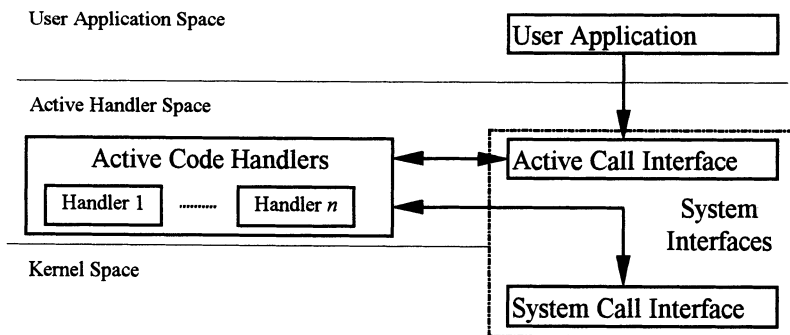 User Application Space
User Application
Active Handler Space
Active Code Handlers
Active Call Interface
Handler 1 .......... Handler n
System
Interfaces
Kernel Space
System Call Interface